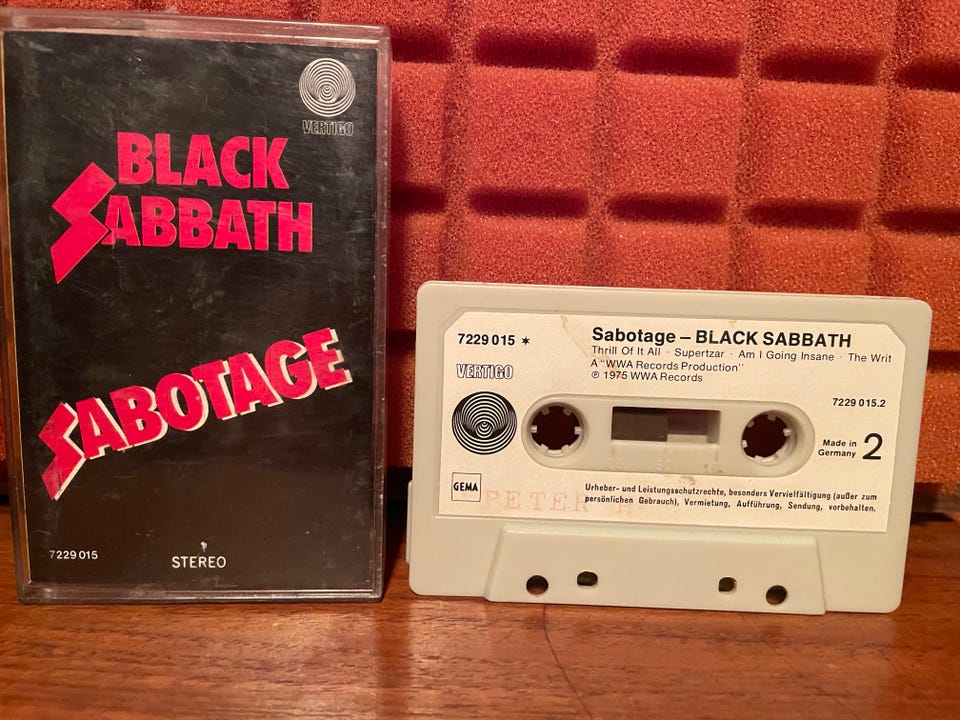 VERTIGO
BLACK
SABBATH
SABOTAGE
7229 015
STEREO
7229 015 ✶
Sabotage – BLACK SABBATH
Thrill Of It All · Supertzar · Am I Going Insane · The Writ
A "WWA Records Production"
℗ 1975 WWA Records
VERTIGO
7229 015.2
Made in
Germany
2
GEMA
PETER H
Urheber- und Leistungsschutzrechte, besonders Vervielfältigung (außer zum
persönlichen Gebrauch), Vermietung, Aufführung, Sendung, vorbehalten.